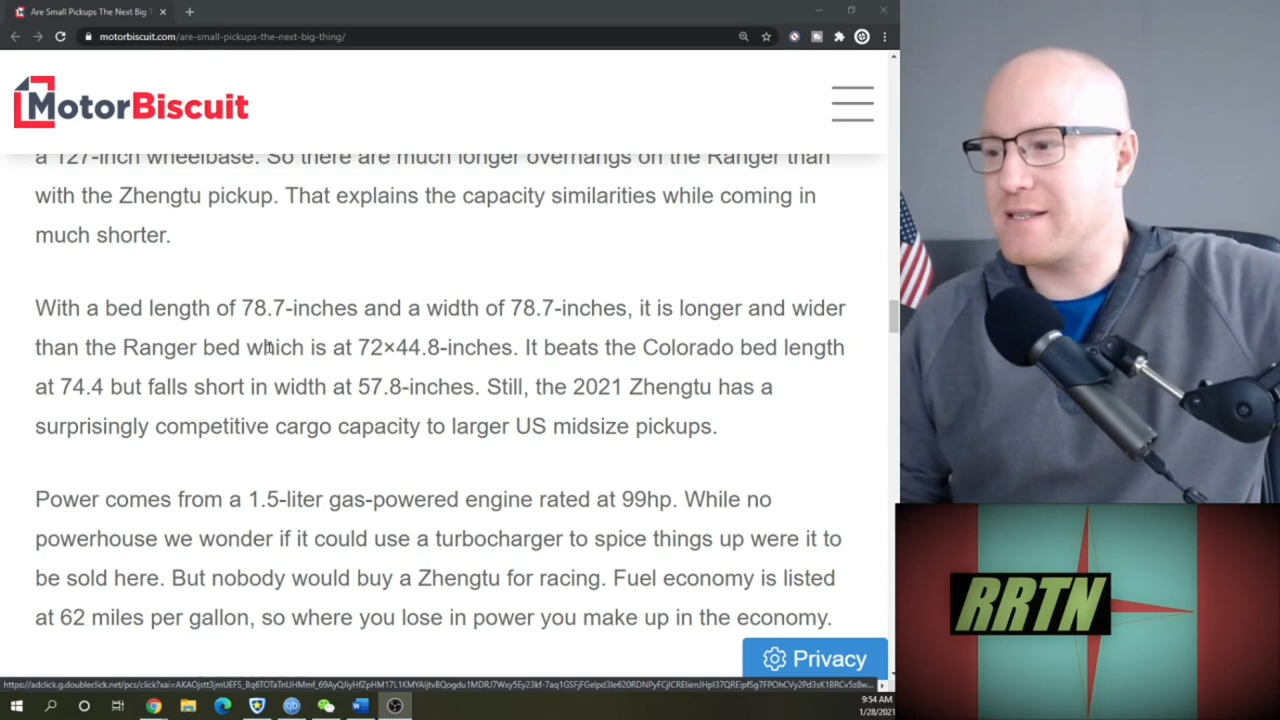 Are Small Pickups The Next Big
motorbiscuit.com/are-small-pickups-the-next-big-thing/
MotorBiscuit
a 127-inch wheelbase. So there are much longer overhangs on the Ranger than
with the Zhengtu pickup. That explains the capacity similarities while coming in
much shorter.
With a bed length of 78.7-inches and a width of 78.7-inches, it is longer and wider
than the Ranger bed which is at 72×44.8-inches. It beats the Colorado bed length
at 74.4 but falls short in width at 57.8-inches. Still, the 2021 Zhengtu has a
surprisingly competitive cargo capacity to larger US midsize pickups.
Power comes from a 1.5-liter gas-powered engine rated at 99hp. While no
powerhouse we wonder if it could use a turbocharger to spice things up were it to
be sold here. But nobody would buy a Zhengtu for racing. Fuel economy is listed
at 62 miles per gallon, so where you lose in power you make up in the economy.
Privacy
RRTN
9:54 AM
1/28/2021